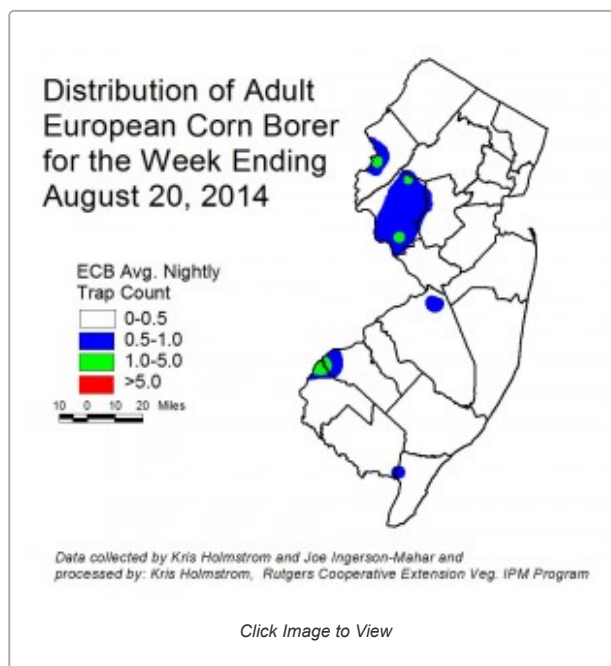 Distribution of Adult
European Corn Borer
for the Week Ending
August 20, 2014
ECB Avg. Nightly
Trap Count
0-0.5
0.5-1.0
1.0-5.0
>5.0
10 0 10 20 Miles
Data collected by Kris Holmstrom and Joe Ingerson-Mahar and
processed by: Kris Holmstrom, Rutgers Cooperative Extension Veg. IPM Program
Click Image to View